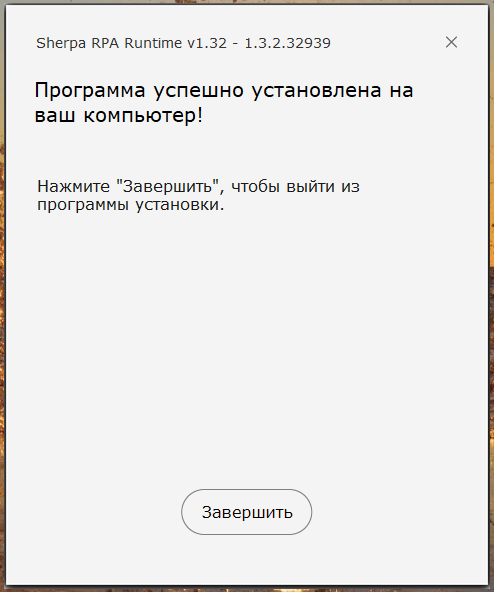 Sherpa RPA Runtime v1.32 - 1.3.2.32939
Программа успешно установлена на
ваш компьютер!
Нажмите "Завершить", чтобы выйти из
программы установки.
Завершить